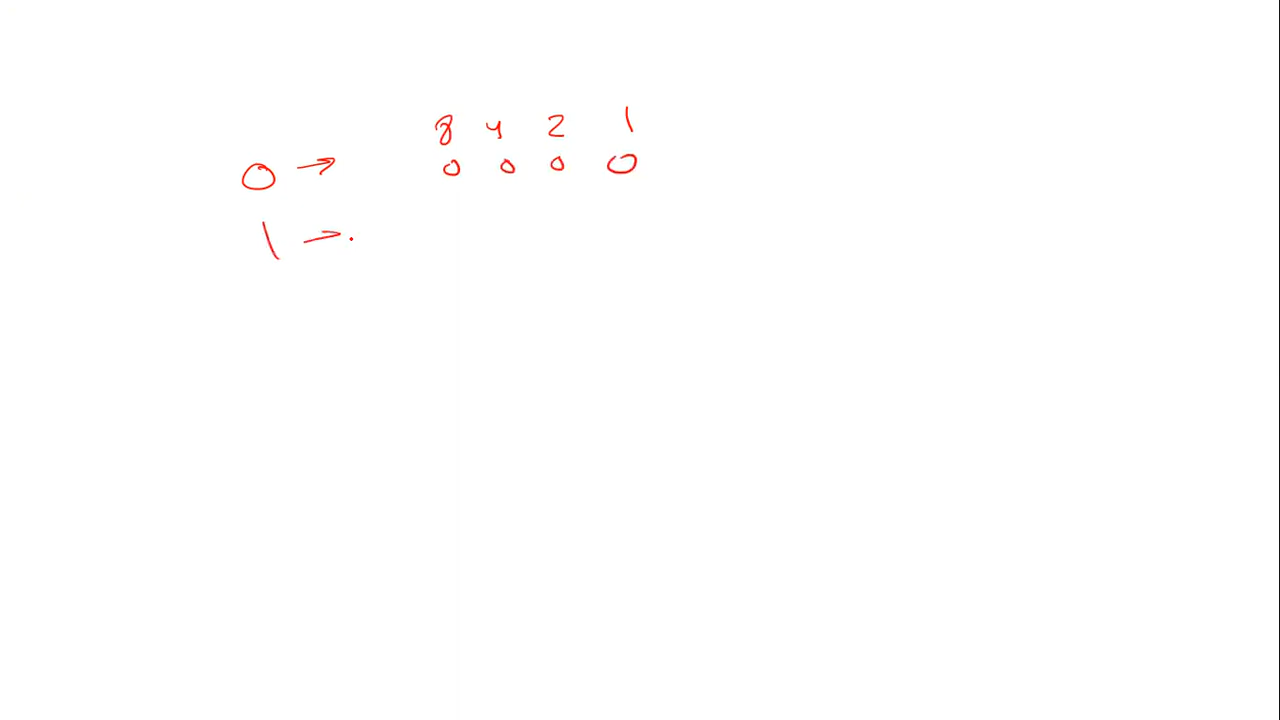 8 4 2 1
0 → 0 0 0 0
1 →